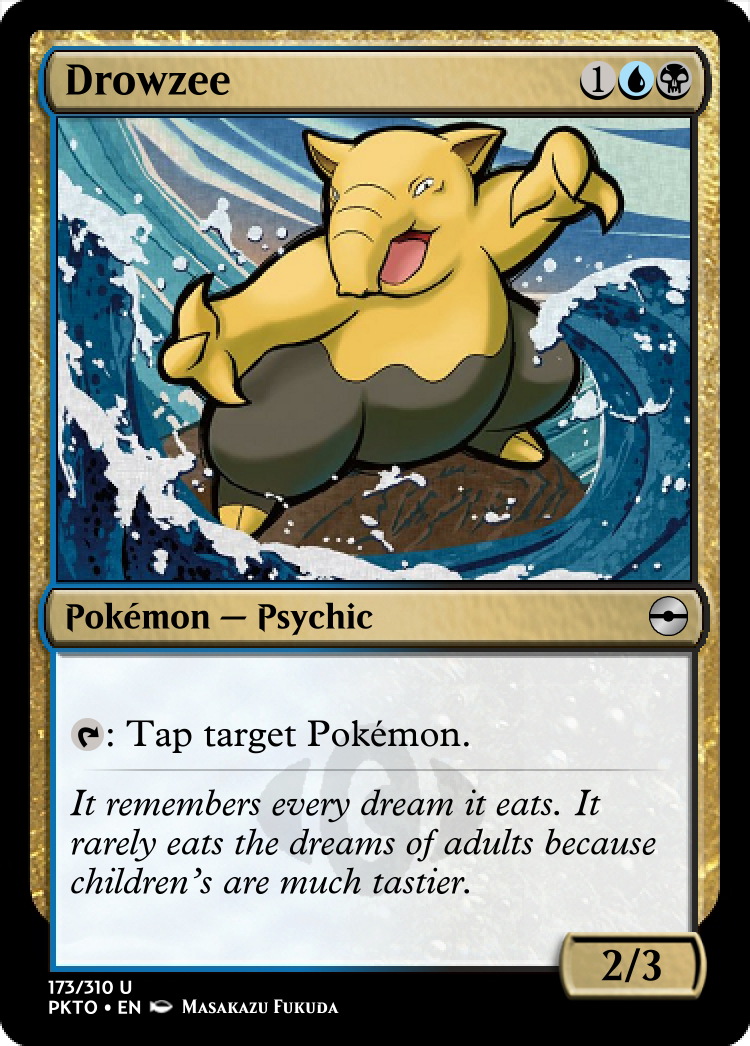 Drowzee 1
Pokémon — Psychic
: Tap target Pokémon.
It remembers every dream it eats. It
rarely eats the dreams of adults because
children's are much tastier.
2/3
173/310 U
PKTO • EN Masakazu Fukuda